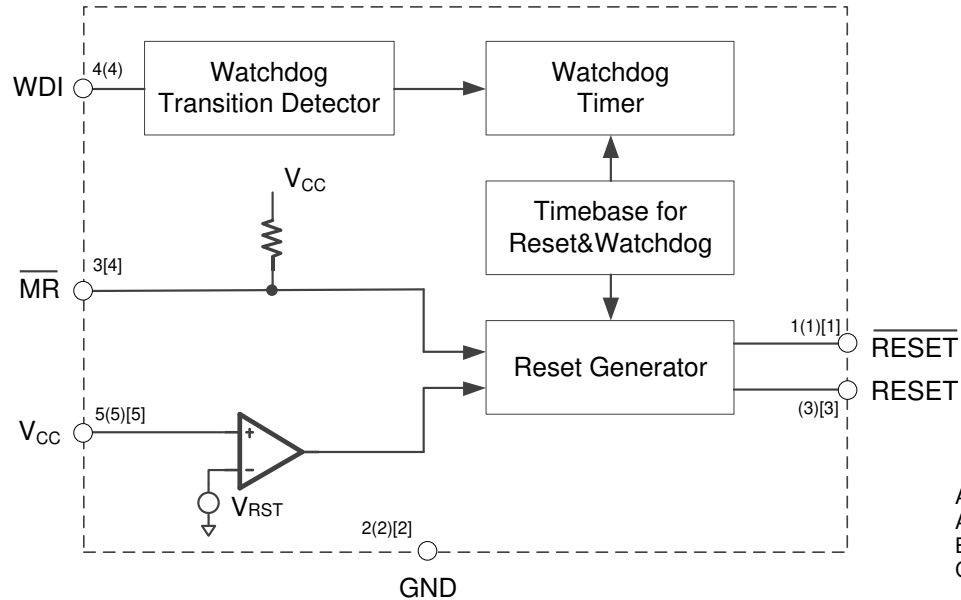 WDI
4(4)
Watchdog
Transition Detector
Watchdog
Timer
VCC
Timebase for
Reset&Watchdog
MR
3[4]
Reset Generator
1(1)[1]
RESET
(3)[3]
RESET
VCC
5(5)[5]
+
−
VRST
2(2)[2]
GND
A
A